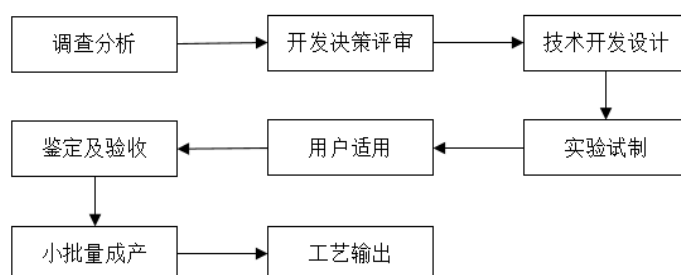 调查分析
开发决策评审
技术开发设计
实验试制
用户适用
鉴定及验收
小批量成产
工艺输出